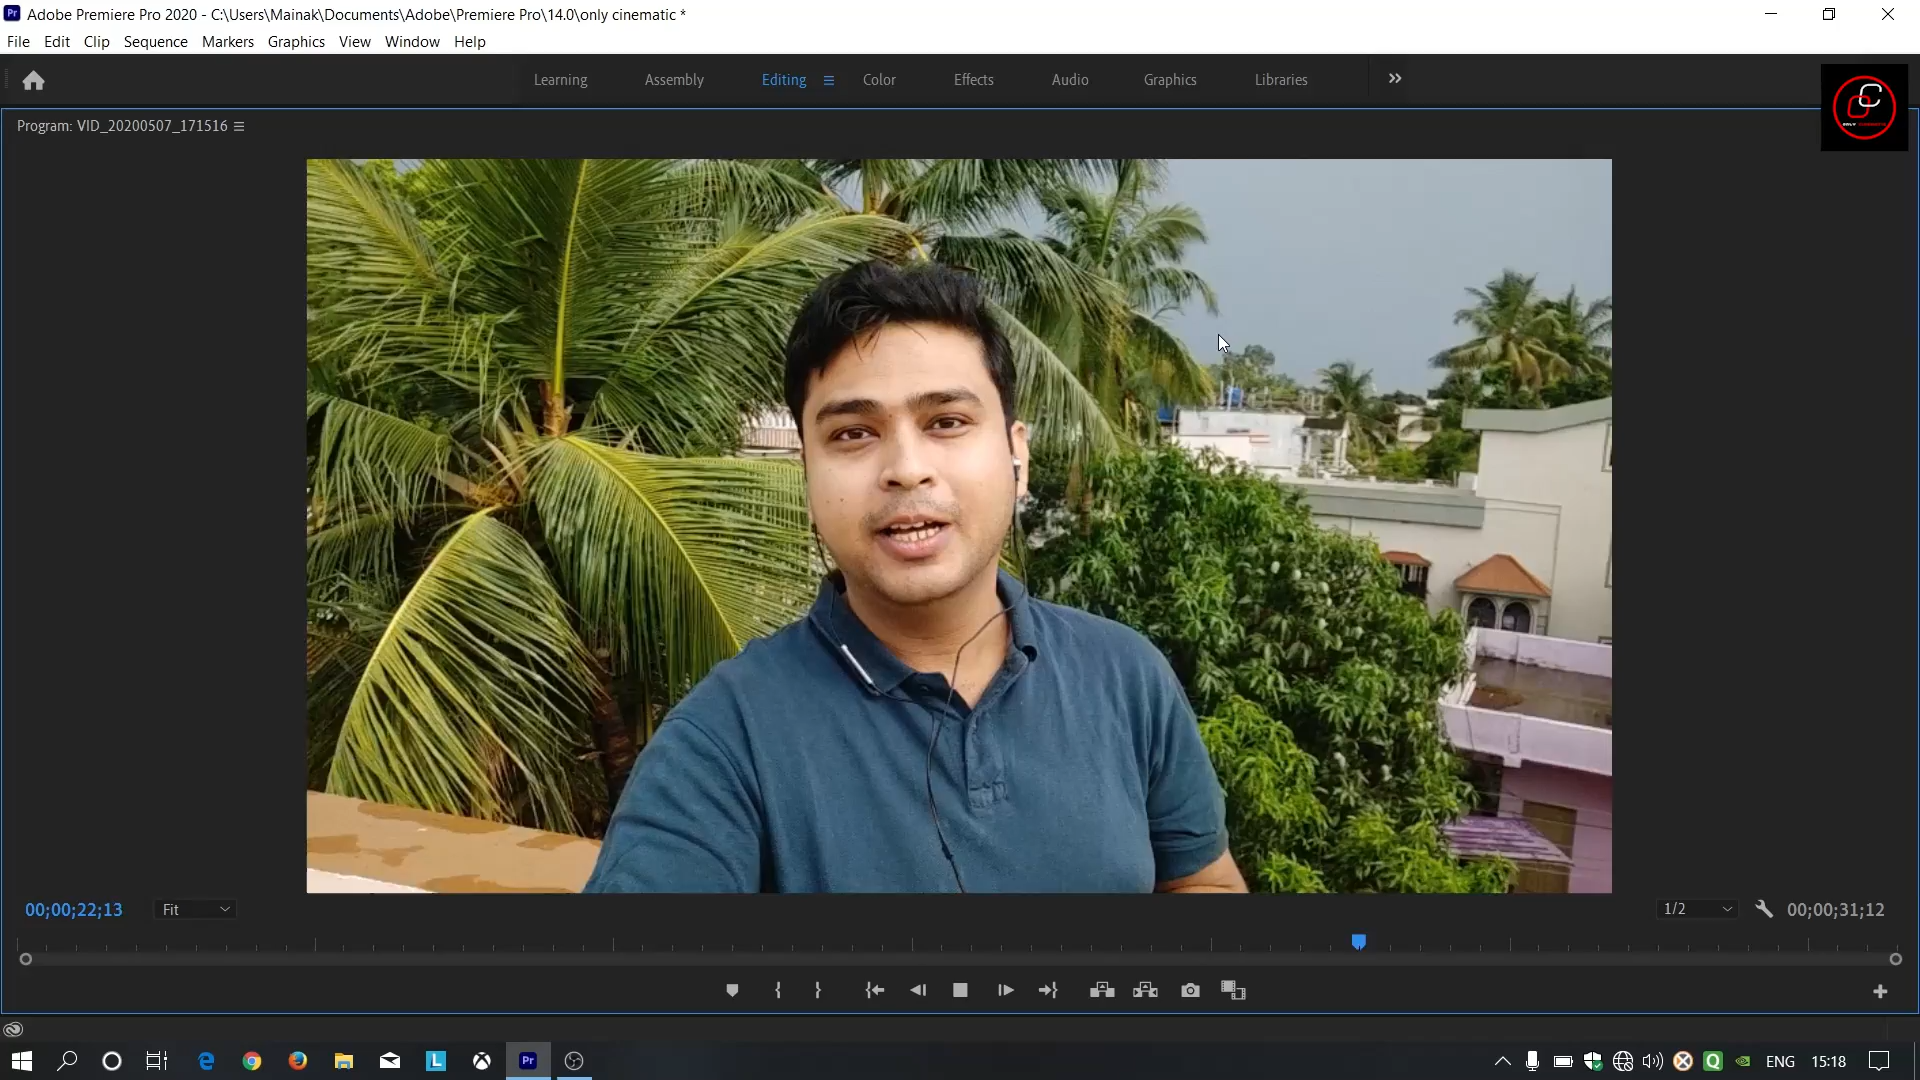 Adobe Premiere Pro 2020 - C:\Users\Mainak\Documents\Adobe\Premiere Pro\14.0\only cinematic *
File Edit Clip Sequence Markers Graphics View Window Help
Learning Assembly Editing Color Effects Audio Graphics Libraries
Program: VID_20200507_171516
00;00;22;13 Fit 1/2 00;00;31;12
ENG 15:18